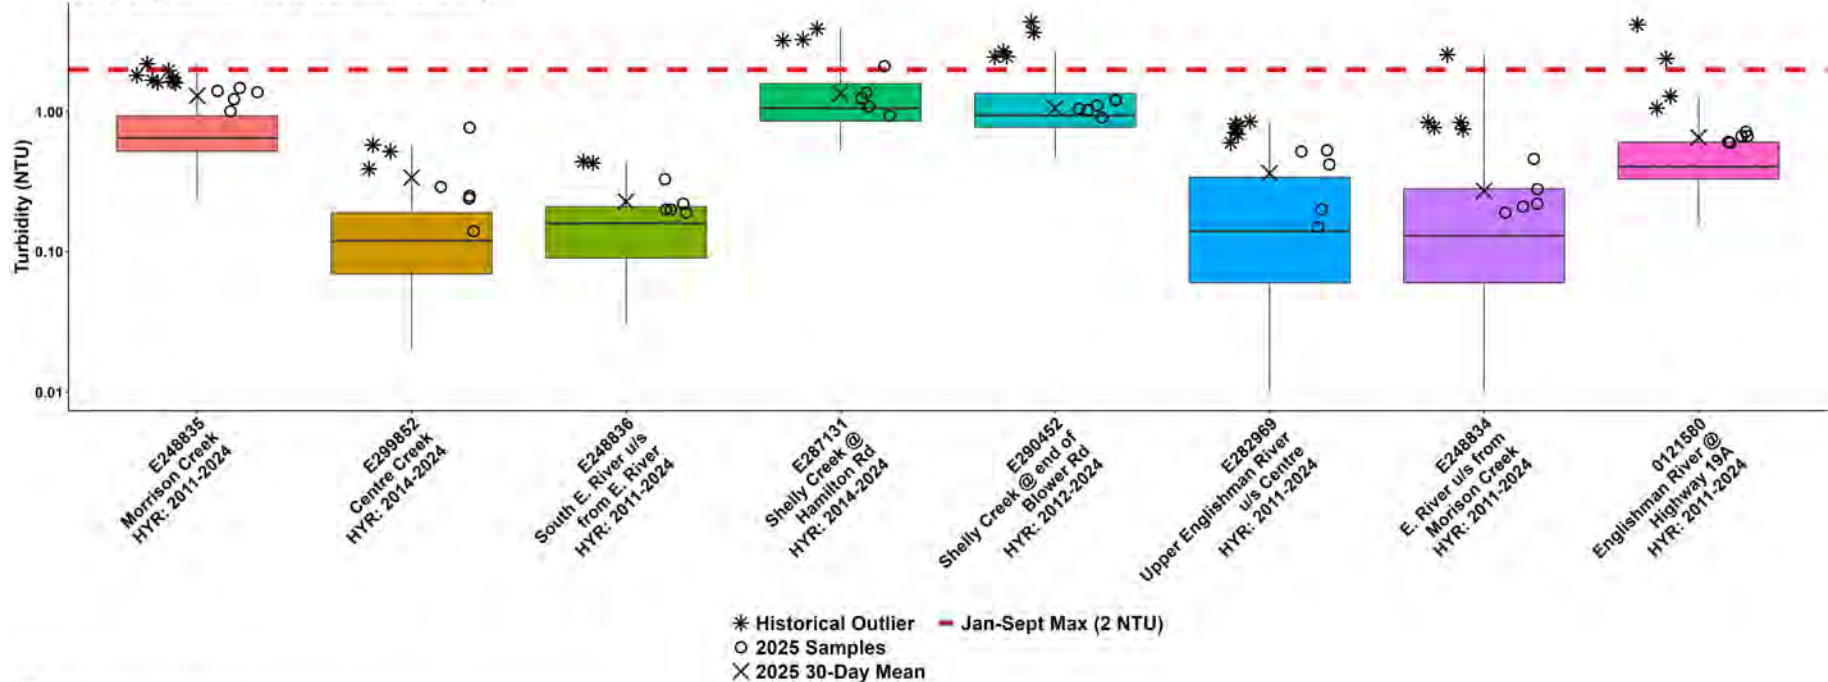 Turbidity (NTU)
1.00
0.10
0.01
E248835
Morrison Creek
HYR: 2011-2024
E299852
Centre Creek
HYR: 2014-2024
E248836
South E. River u/s
from E. River
HYR: 2011-2024
E287131
Shelly Creek @
Hamilton Rd
HYR: 2014-2024
E290452
Shelly Creek @ end of
Blower Rd
HYR: 2012-2024
E282969
Upper Englishman River
u/s Centre
HYR: 2011-2024
E248834
E. River u/s from
Morison Creek
HYR: 2011-2024
0121580
Englishman River @
Highway 19A
HYR: 2011-2024
Historical Outlier
Jan-Sept Max (2 NTU)
2025 Samples
2025 30-Day Mean